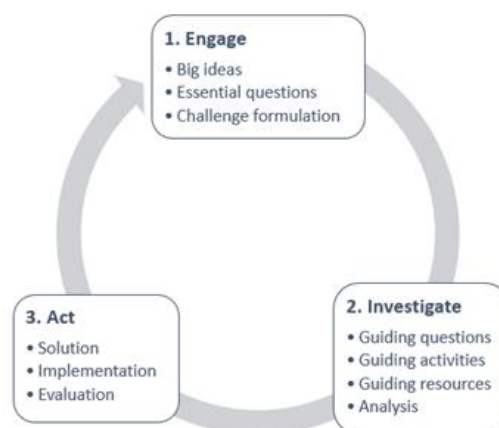 1. Engage
• Big ideas
• Essential questions
• Challenge formulation
2. Investigate
• Guiding questions
• Guiding activities
• Guiding resources
• Analysis
3. Act
• Solution
• Implementation
• Evaluation